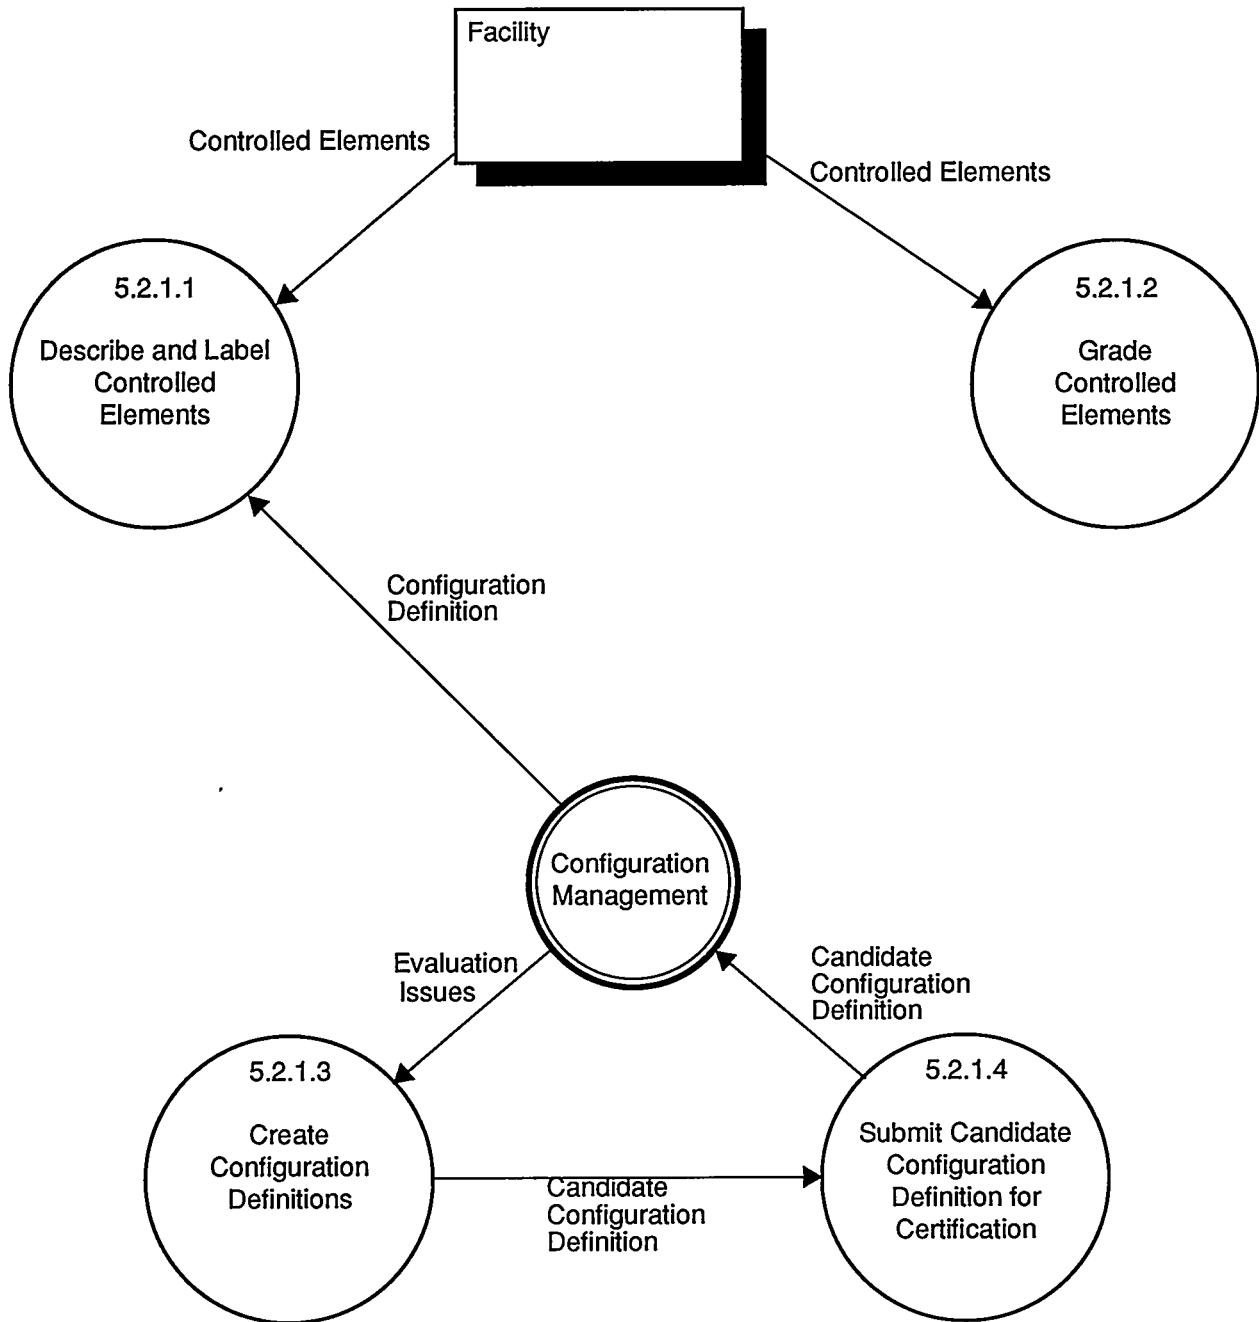 Facility
Controlled Elements
Controlled Elements
5.2.1.1
Describe and Label
Controlled
Elements
5.2.1.2
Grade
Controlled
Elements
Configuration
Definition
Configuration
Management
Evaluation
Issues
Candidate
Configuration
Definition
5.2.1.3
Create
Configuration
Definitions
Candidate
Configuration
Definition
5.2.1.4
Submit Candidate
Configuration
Definition for
Certification